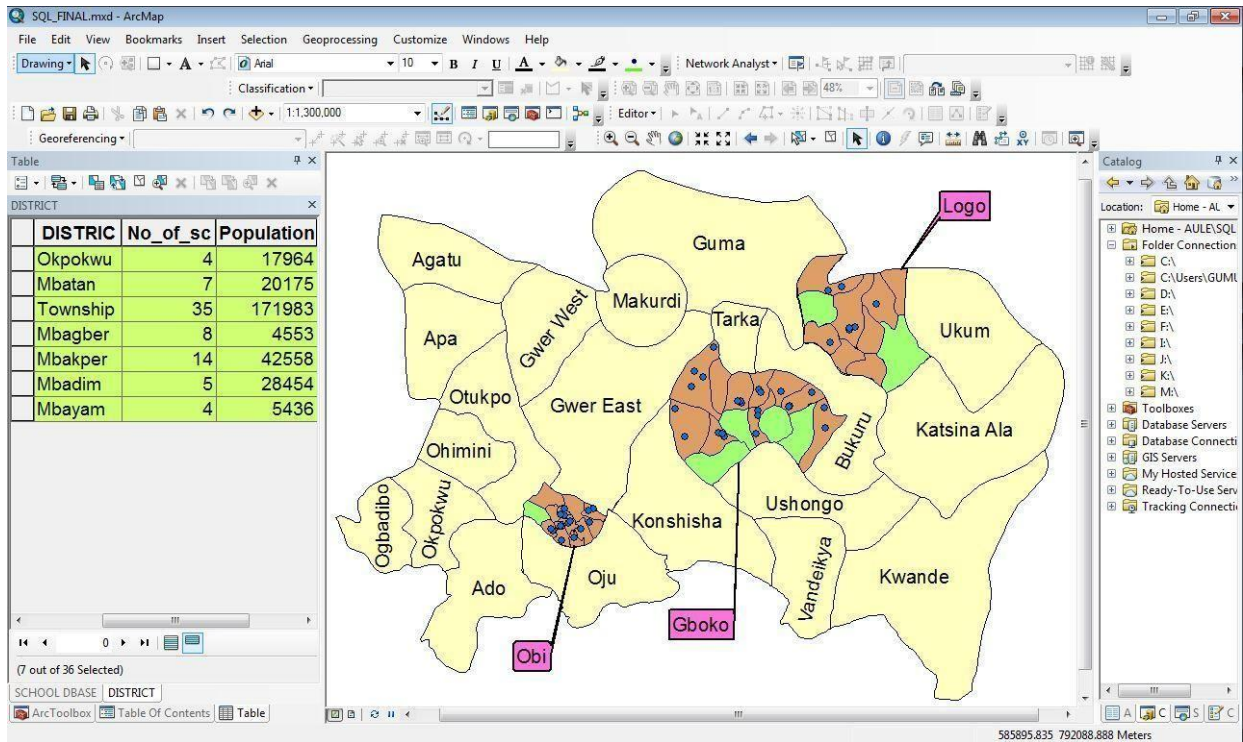 SQL_FINAL.mxd - ArcMap
File Edit View Bookmarks Insert Selection Geoprocessing Customize Windows Help
Drawing Arial 10 B I U A Network Analyst
Classification 48%
1:1,300,000 Editor
Georeferencing
Table
DISTRICT
DISTRIC No_of_sc Population
Okpokwu 4 17964
Mbatan 7 20175
Township 35 171983
Mbagber 8 4553
Mbakper 14 42558
Mbadim 5 28454
Mbayam 4 5436
0
(7 out of 36 Selected)
SCHOOL DBASE DISTRICT
ArcToolbox Table Of Contents Table
Logo
Guma
Agatu
Makurdi
Gwer West
Tarka
Ukum
Apa
Otukpo
Gwer East
Katsina Ala
Bukuru
Ohimini
Ushongo
Ogbadibo
Okpokwu
Konshisha
Vandeikya
Ado
Oju
Kwande
Gboko
Obi
Catalog
Location: Home - AL
Home - AULE\SQL
Folder Connection
C:\
C:\Users\GUMU
D:\
E:\
F:\
I:\
J:\
K:\
M:\
Toolboxes
Database Servers
Database Connecti
GIS Servers
My Hosted Service
Ready-To-Use Serv
Tracking Connecti
A C S C
585895.835 792088.888 Meters